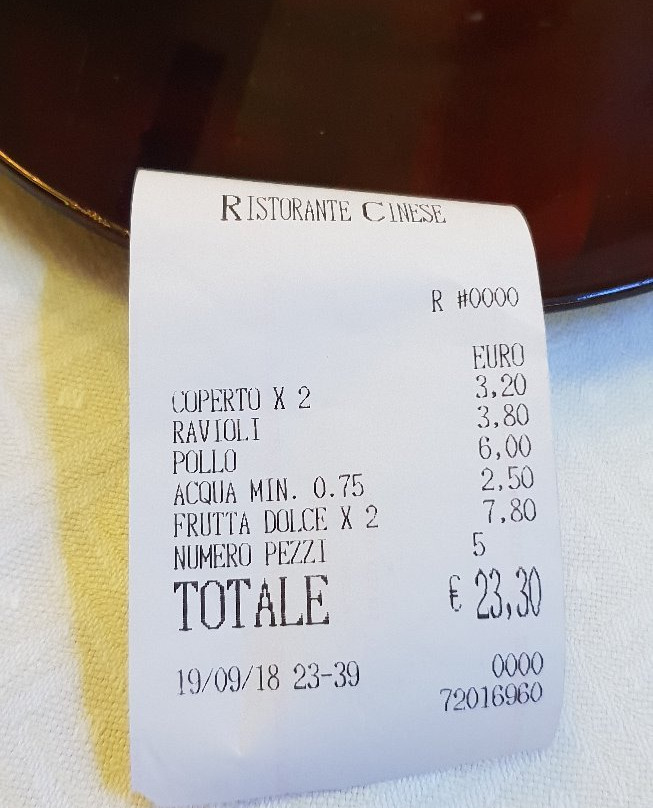 RISTORANTE CINESE
R #0000
EURO
COPERTO X 2 3,20
RAVIOLI 3,80
POLLO 6,00
ACQUA MIN. 0.75 2,50
FRUTTA DOLCE X 2 7,80
NUMERO PEZZI 5
TOTALE € 23,30
19/09/18 23-39 0000
72016960